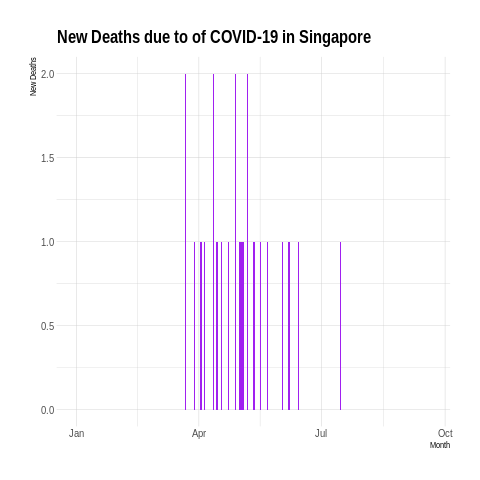 New Deaths due to of COVID-19 in Singapore
New Deaths
2.0
1.5
1.0
0.5
0.0
Jan Apr Jul Oct
Month